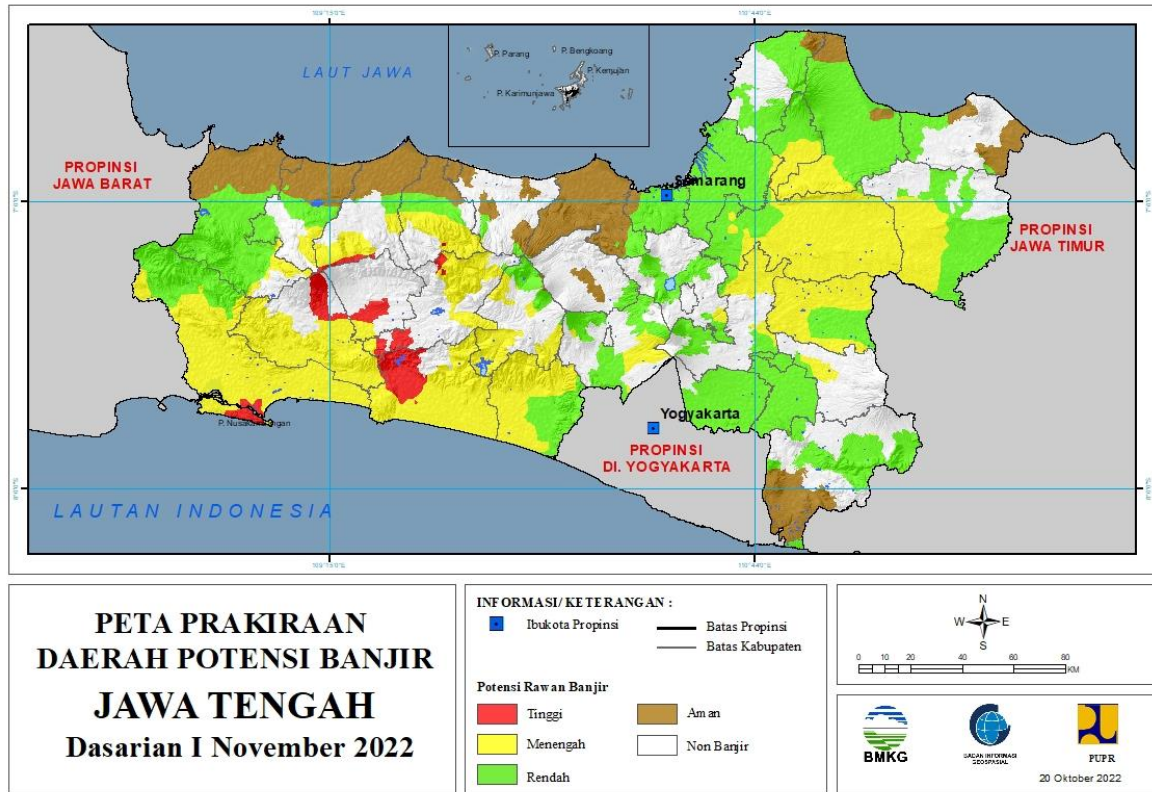 LAUT JAWA
P. Parang
P. Bengkoang
P. Kemujan
P. Karimunjawa
PROPINSI
JAWA BARAT
Semarang
PROPINSI
JAWA TIMUR
Yogyakarta
PROPINSI
DI. YOGYAKARTA
LAUTAN INDONESIA
PETA PRAKIRAAN
DAERAH POTENSI BANJIR
JAWA TENGAH
Dasarian I November 2022
INFORMASI/ KETERANGAN :
Ibukota Propinsi
Batas Propinsi
Batas Kabupaten
Potensi Rawan Banjir
Tinggi
Menengah
Rendah
Aman
Non Banjir
N
W E
S
0 10 20 40 60 80
KM
BMKG
BADAN INFORMASI
GEOSPASIAL
PUPR
20 Oktober 2022